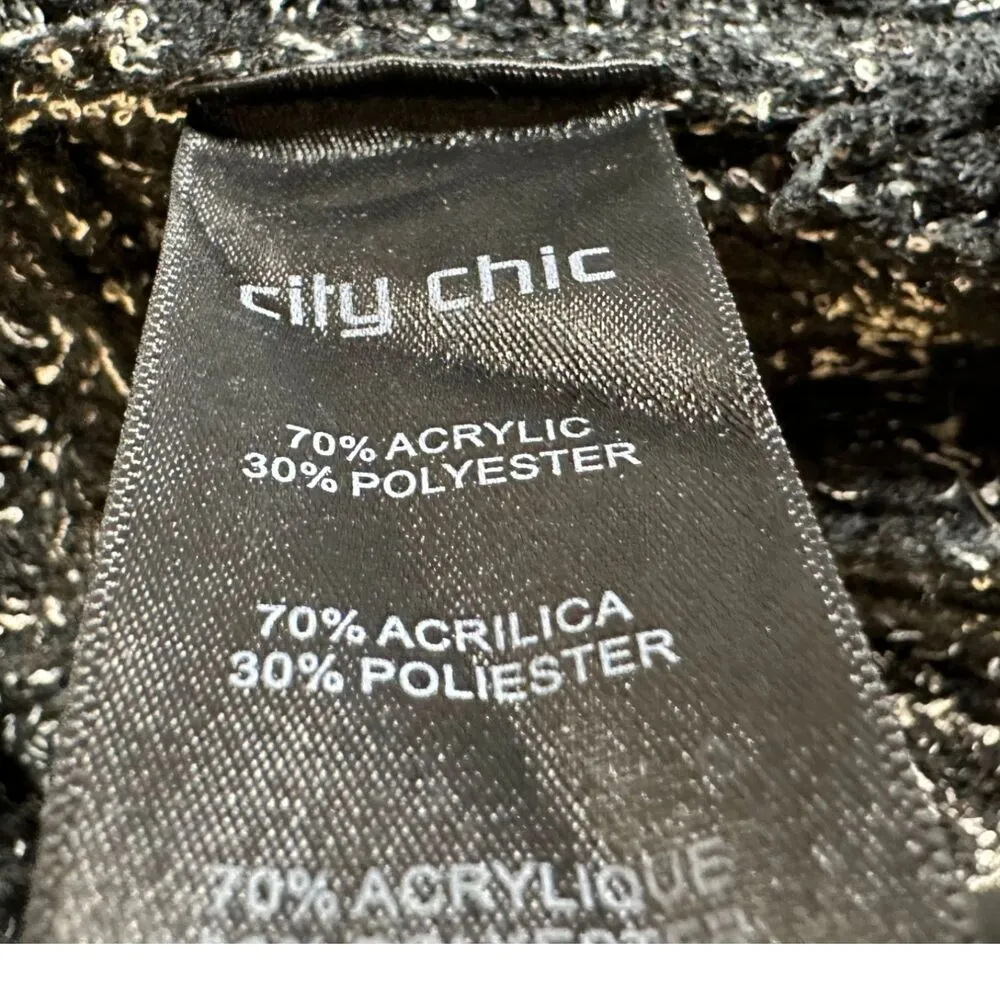 city chic
70% ACRYLIC
30% POLYESTER
70% ACRILICA
30% POLIESTER
70% ACRYLIQUE